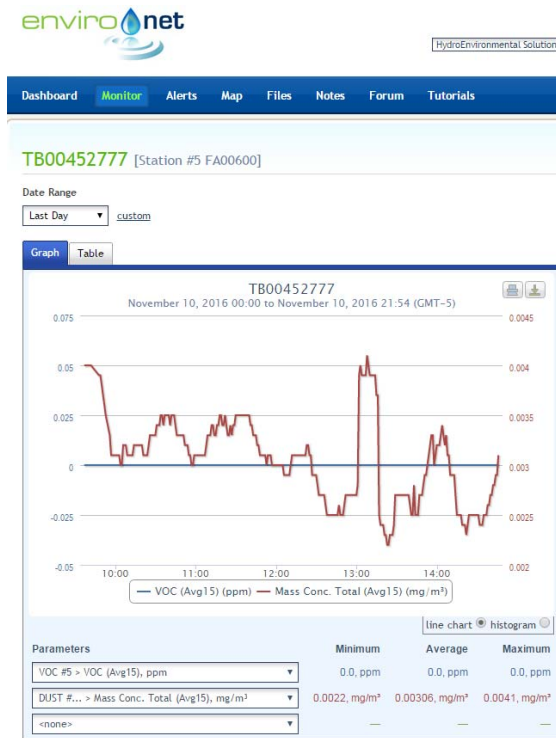 enviro net
HydroEnvironmental Solution
Dashboard Monitor Alerts Map Files Notes Forum Tutorials
TB00452777 [Station #5 FA00600]
Date Range
Last Day custom
Graph Table
TB00452777
November 10, 2016 00:00 to November 10, 2016 21:54 (GMT-5)
0.075 0.0045
0.05 0.004
0.025 0.0035
0 0.003
-0.025 0.0025
-0.05 0.002
10:00 11:00 12:00 13:00 14:00
VOC (Avg15) (ppm) Mass Conc. Total (Avg15) (mg/m³)
line chart histogram
Parameters Minimum Average Maximum
VOC #5 > VOC (Avg15), ppm 0.0, ppm 0.0, ppm 0.0, ppm
DUST #... > Mass Conc. Total (Avg15), mg/m³ 0.0022, mg/m³ 0.00306, mg/m³ 0.0041, mg/m³
<none> — — —